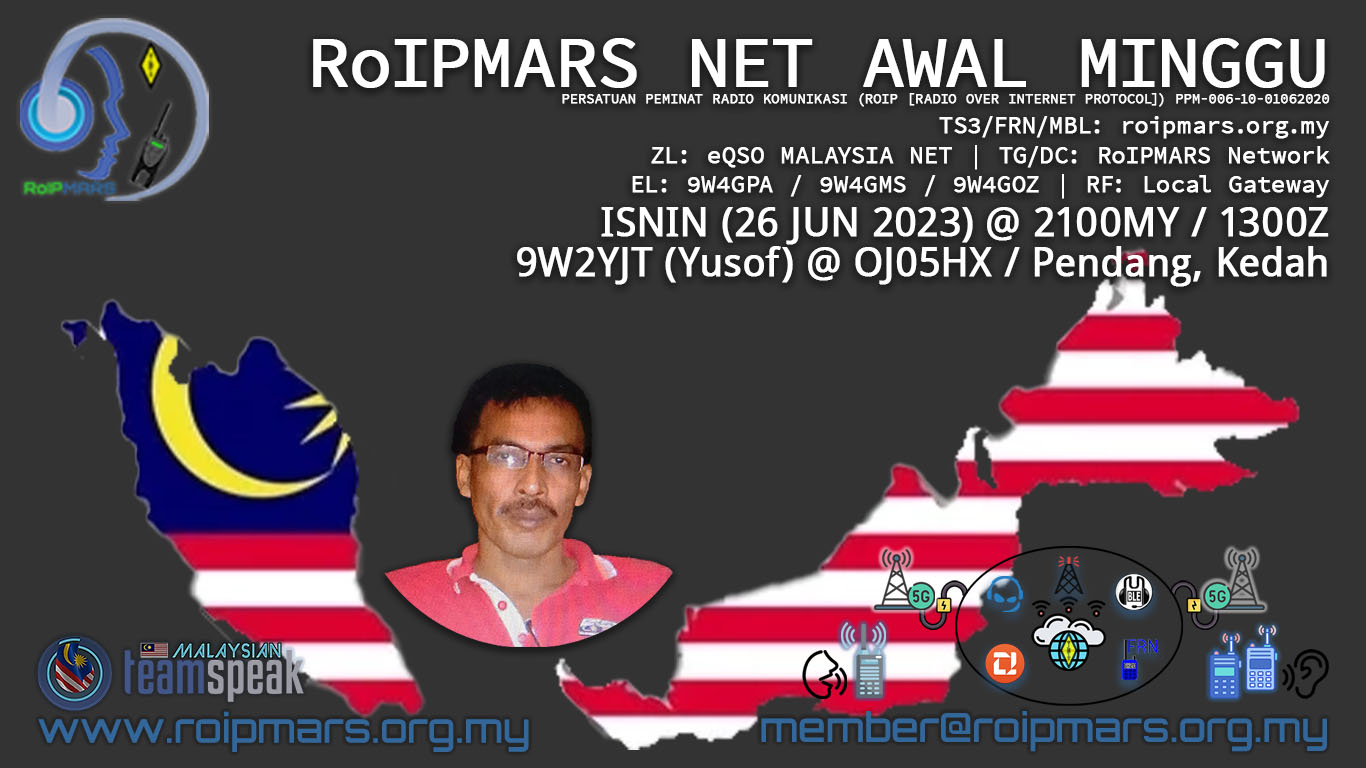 RoIPMARS NET AWAL MINGGU
PERSATUAN PEMINAT RADIO KOMUNIKASI (ROIP [RADIO OVER INTERNET PROTOCOL]) PPM-006-10-01062020
TS3/FRN/MBL: roipmars.org.my
ZL: eQSO MALAYSIA NET | TG/DC: RoIPMARS Network
EL: 9W4GPA / 9W4GMS / 9W4GOZ | RF: Local Gateway
ISNIN (26 JUN 2023) @ 2100MY / 1300Z
9W2YJT (Yusof) @ OJ05HX / Pendang, Kedah
RoIPMARS
5G
BLE
5G
FRN
MALAYSIAN
teamspeak
www.roipmars.org.my
member@roipmars.org.my